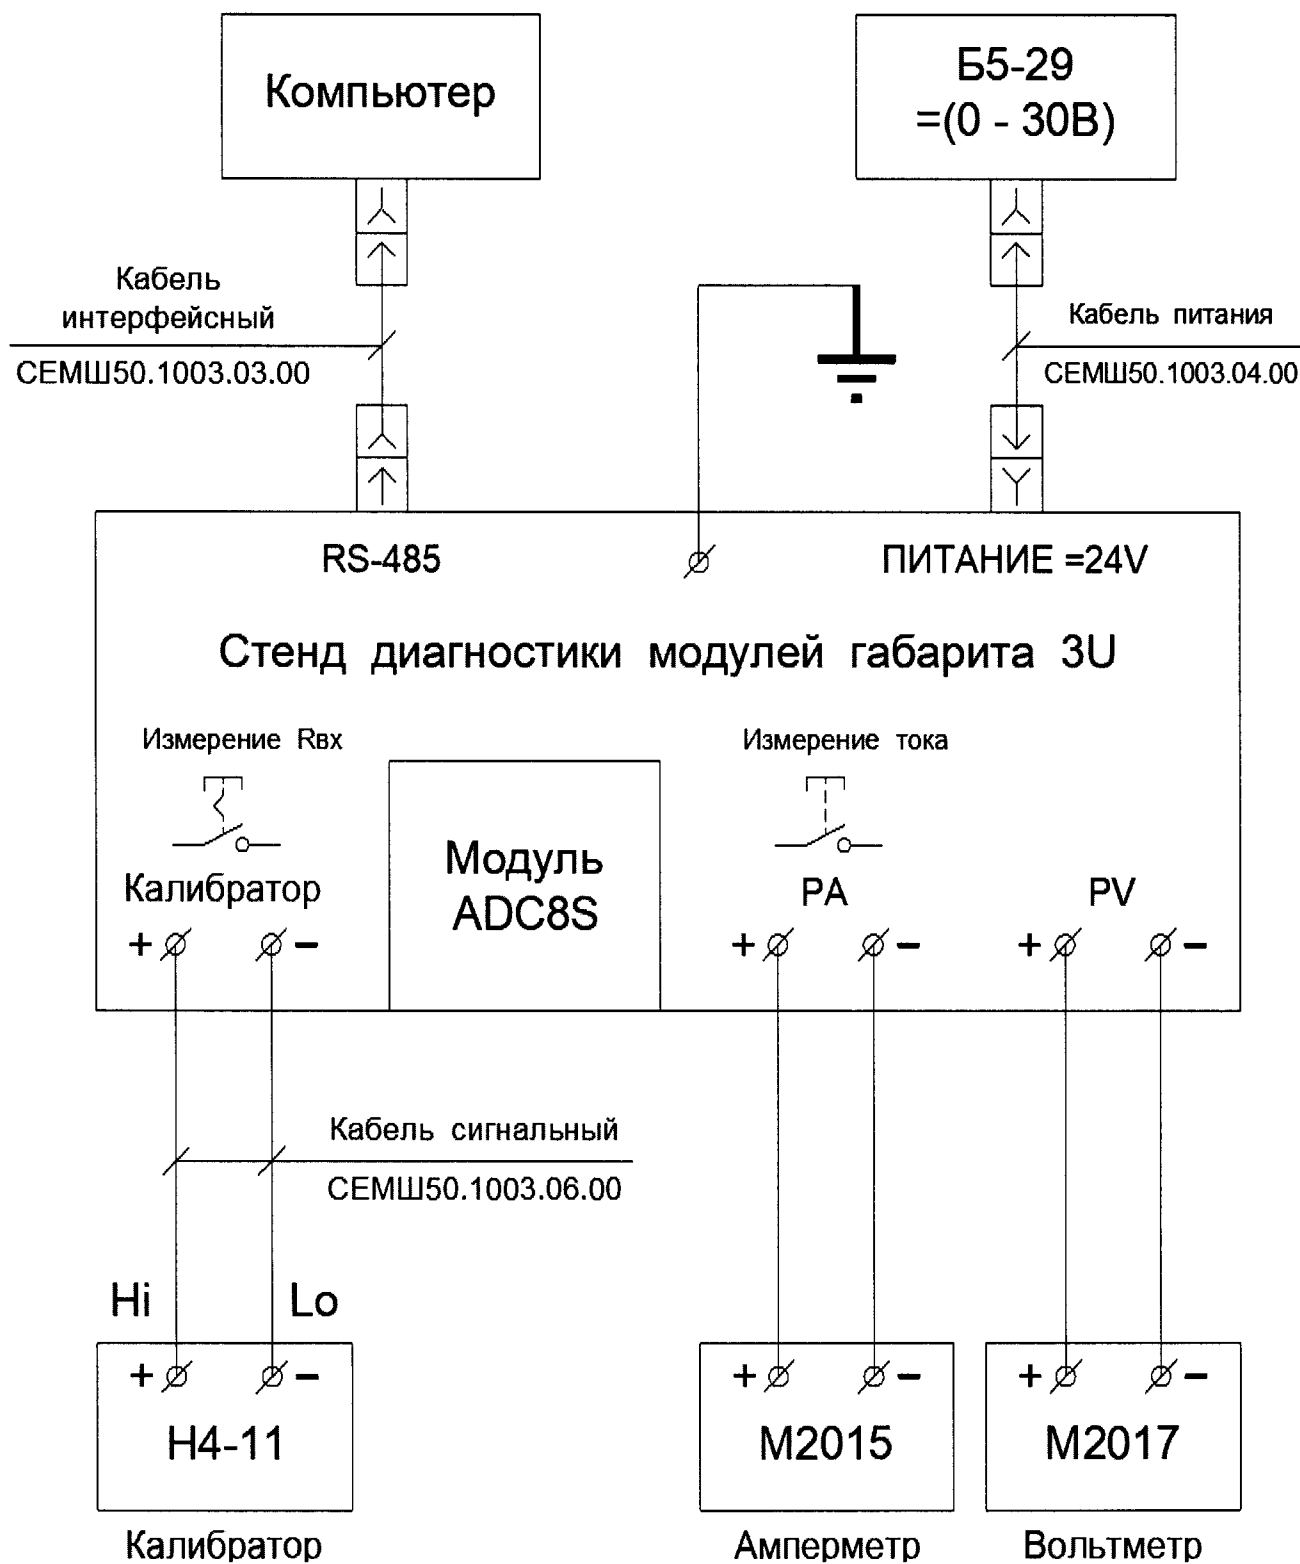 Компьютер
Б5-29
=(0 - 30В)
Кабель
интерфейсный
СЕМШ50.1003.03.00
Кабель питания
СЕМШ50.1003.04.00
RS-485
ПИТАНИЕ =24V
Стенд диагностики модулей габарита 3U
Измерение Rвх
Измерение тока
Модуль
ADC8S
Калибратор
PA
PV
+ –
+ –
+ –
Кабель сигнальный
СЕМШ50.1003.06.00
Hi Lo
+ –
+ –
+ –
Н4-11
М2015
М2017
Калибратор
Амперметр
Вольтметр